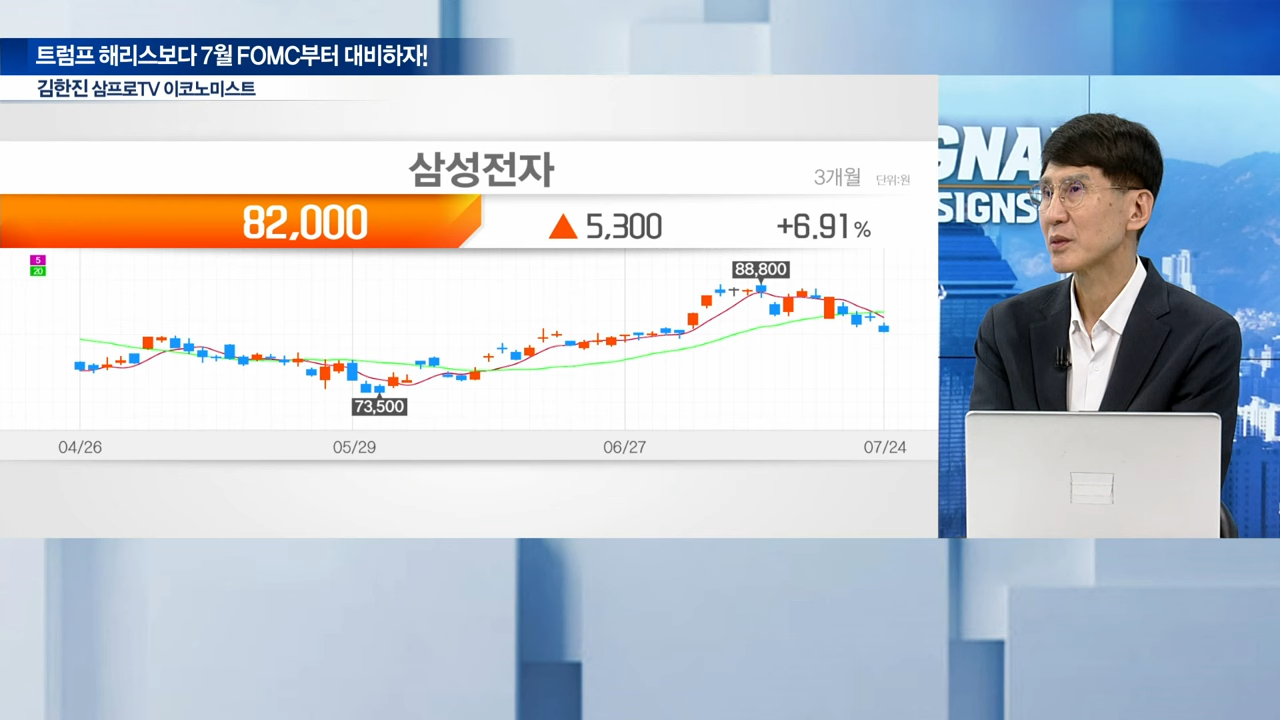 트럼프 해리스보다 7월 FOMC부터 대비하자!
김한진 삼프로TV 이코노미스트
삼성전자
3개월 단위:원
82,000 ▲ 5,300 +6.91%
5
20
88,800
73,500
04/26 05/29 06/27 07/24
GNA
SIGNS